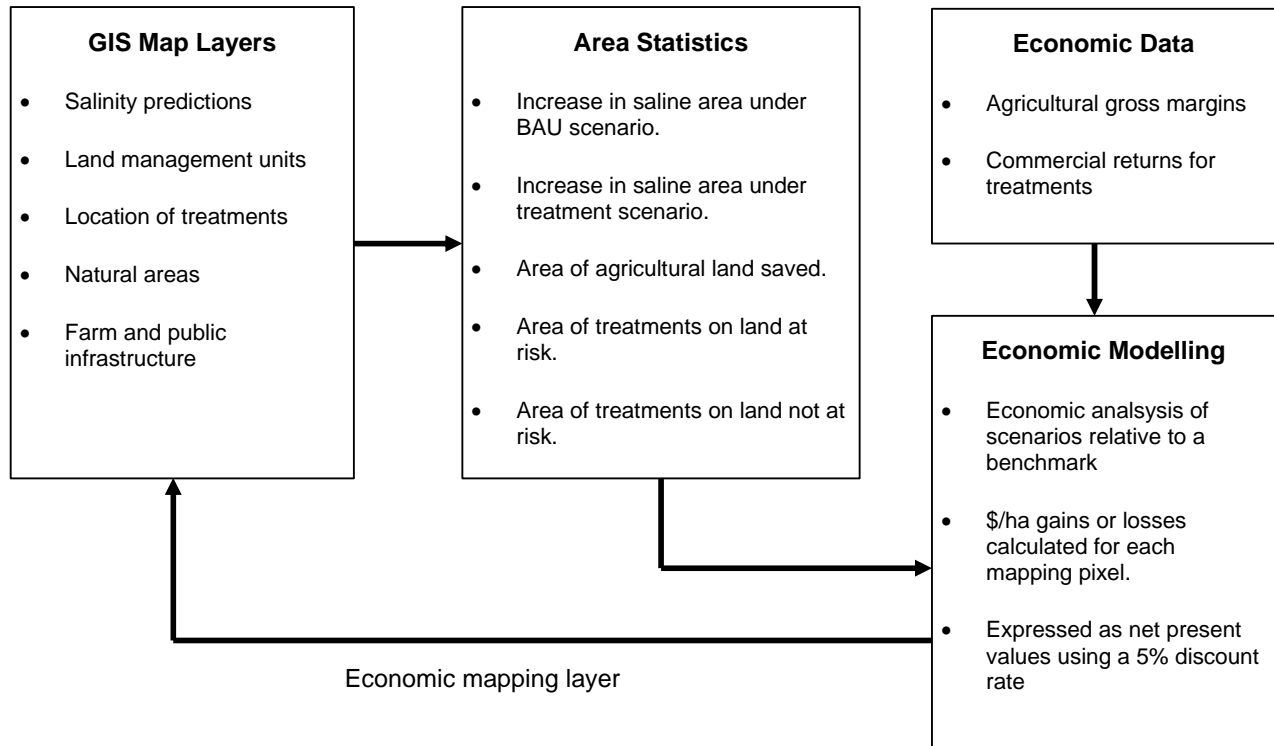 GIS Map Layers
• Salinity predictions
• Land management units
• Location of treatments
• Natural areas
• Farm and public
infrastructure
Area Statistics
• Increase in saline area under
BAU scenario.
• Increase in saline area under
treatment scenario.
• Area of agricultural land saved.
• Area of treatments on land at
risk.
• Area of treatments on land not at
risk.
Economic Data
• Agricultural gross margins
• Commercial returns for
treatments
Economic Modelling
• Economic analsysis of
scenarios relative to a
benchmark
• $/ha gains or losses
calculated for each
mapping pixel.
• Expressed as net present
values using a 5% discount
rate
Economic mapping layer